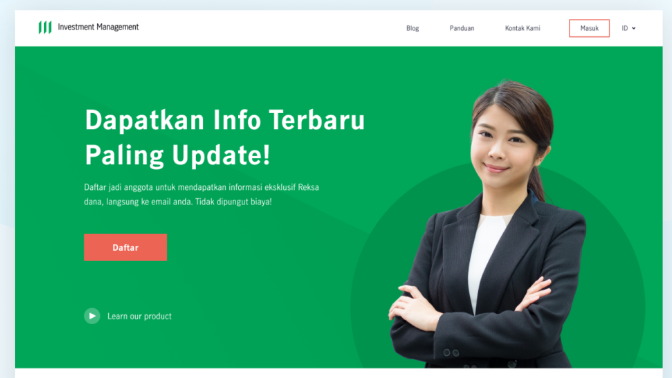 Investment Management
Blog
Panduan
Kontak Kami
Masuk
ID
Dapatkan Info Terbaru
Paling Update!
Daftar jadi anggota untuk mendapatkan informasi eksklusif Reksa
dana, langsung ke email anda. Tidak dipungut biaya!
Daftar
Learn our product